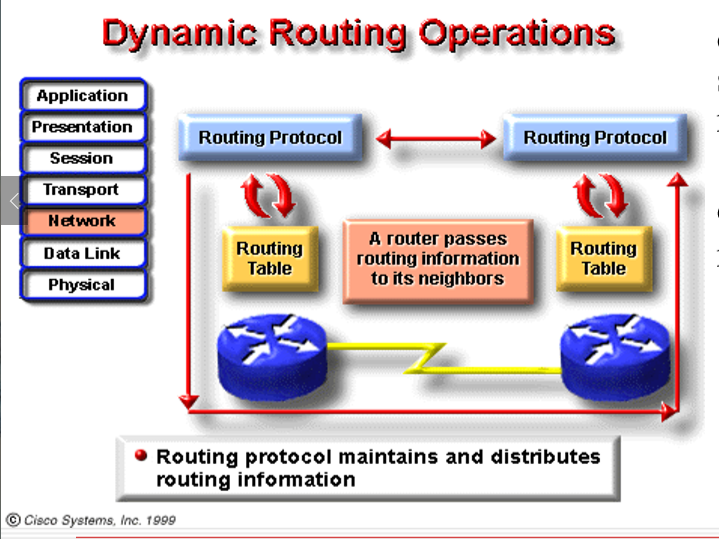 Dynamic Routing Operations
Application
Presentation
Session
Transport
Network
Data Link
Physical
Routing Protocol
Routing Protocol
Routing
Table
A router passes
routing information
to its neighbors
Routing
Table
Routing protocol maintains and distributes
routing information
© Cisco Systems, Inc. 1999